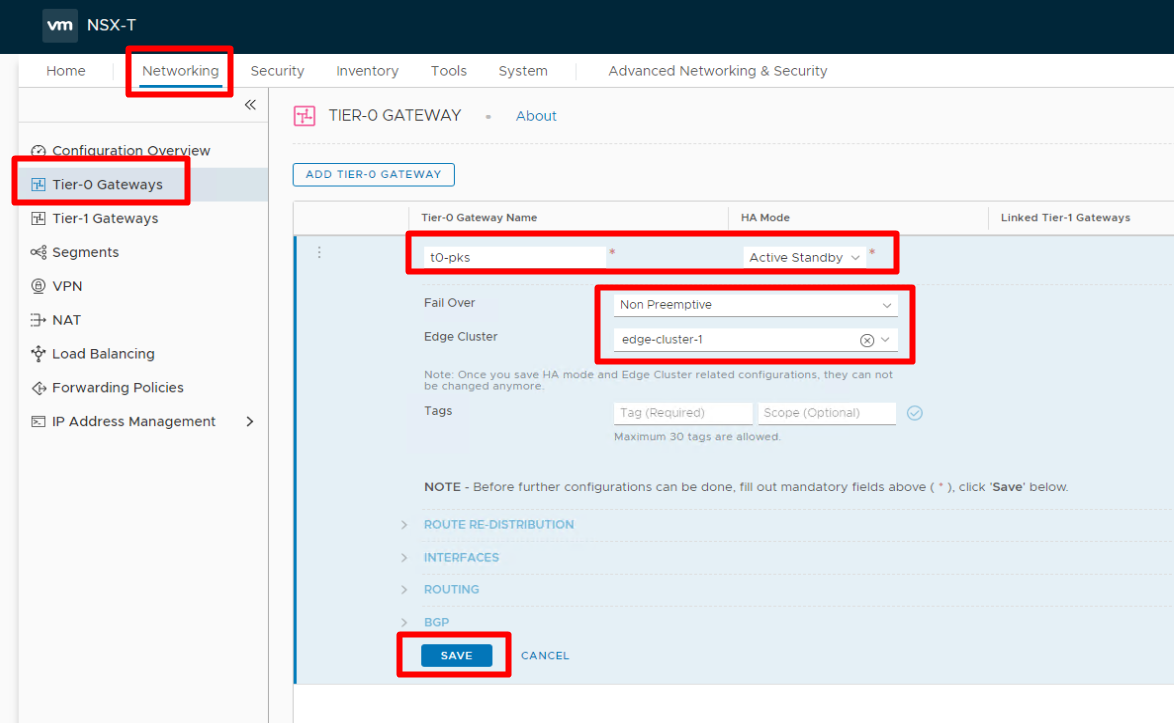 vm NSX-T
Home Networking Security Inventory Tools System Advanced Networking & Security
Configuration Overview
Tier-0 Gateways
Tier-1 Gateways
Segments
VPN
NAT
Load Balancing
Forwarding Policies
IP Address Management
TIER-0 GATEWAY • About
ADD TIER-0 GATEWAY
Tier-0 Gateway Name HA Mode Linked Tier-1 Gateways
t0-pks * Active Standby *
Fail Over Non Preemptive
Edge Cluster edge-cluster-1
Note: Once you save HA mode and Edge Cluster related configurations, they can not
be changed anymore.
Tags Tag (Required) Scope (Optional)
Maximum 30 tags are allowed.
NOTE - Before further configurations can be done, fill out mandatory fields above ( * ), click 'Save' below.
ROUTE RE-DISTRIBUTION
INTERFACES
ROUTING
BGP
SAVE CANCEL